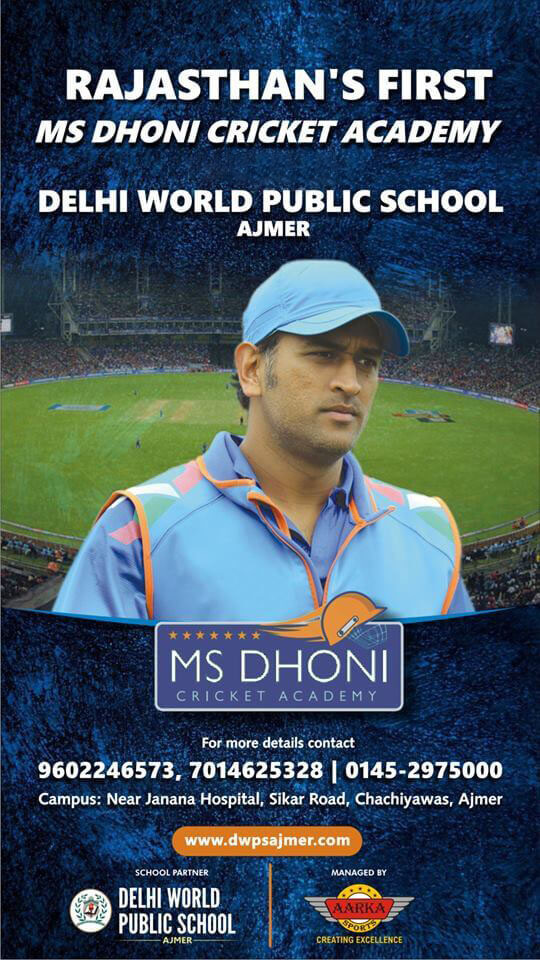 RAJASTHAN'S FIRST
MS DHONI CRICKET ACADEMY
DELHI WORLD PUBLIC SCHOOL
AJMER
MS DHONI
CRICKET ACADEMY
For more details contact
9602246573, 7014625328 | 0145-2975000
Campus: Near Janana Hospital, Sikar Road, Chachiyawas, Ajmer
www.dwpsajmer.com
SCHOOL PARTNER
DELHI WORLD
PUBLIC SCHOOL
AJMER
MANAGED BY
AARKA
SPORTS
CREATING EXCELLENCE